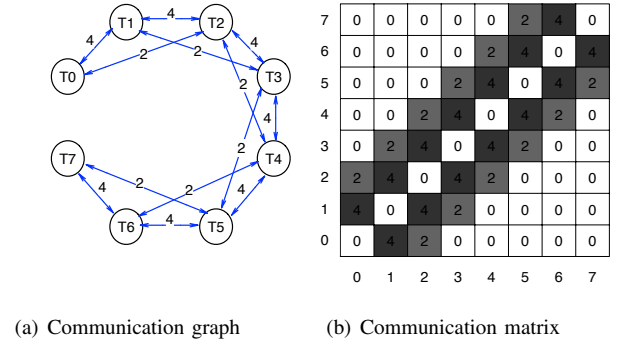 T1 4 T2
4 2 2 4
T0 2 T3
4
2
T7 T4
4 2 2 4
T6 4 T5
7 0 0 0 0 0 2 4 0
6 0 0 0 0 2 4 0 4
5 0 0 0 2 4 0 4 2
4 0 0 2 4 0 4 2 0
3 0 2 4 0 4 2 0 0
2 2 4 0 4 2 0 0 0
1 4 0 4 2 0 0 0 0
0 0 4 2 0 0 0 0 0
0 1 2 3 4 5 6 7
(a) Communication graph
(b) Communication matrix